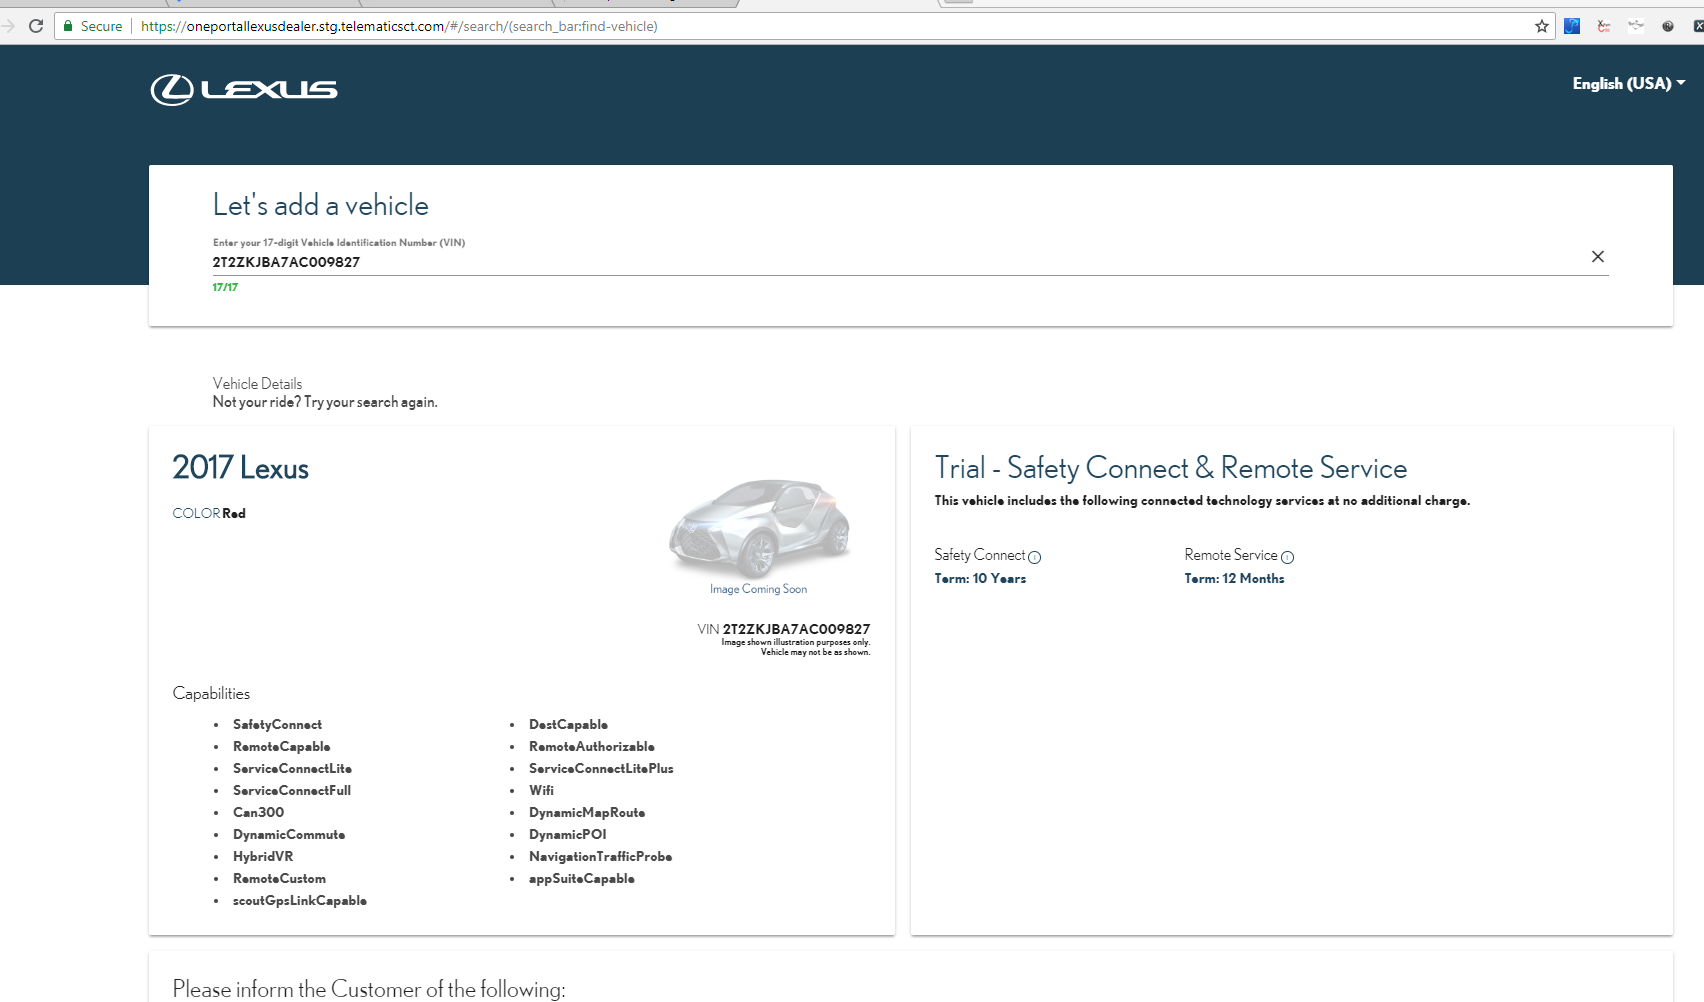 Secure https://oneportallexusdealer.stg.telematicsct.com/#/search/(search_bar:find-vehicle)
LEXUS
English (USA)
Let's add a vehicle
Enter your 17-digit Vehicle Identification Number (VIN)
2T2ZKJBA7AC009827
17/17
Vehicle Details
Not your ride? Try your search again.
2017 Lexus
COLOR Red
Image Coming Soon
VIN 2T2ZKJBA7AC009827
Image shown illustration purposes only.
Vehicle may not be as shown.
Capabilities
SafetyConnect
RemoteCapable
ServiceConnectLite
ServiceConnectFull
Can300
DynamicCommute
HybridVR
RemoteCustom
scoutGpsLinkCapable
DestCapable
RemoteAuthorizable
ServiceConnectLitePlus
Wifi
DynamicMapRoute
DynamicPOI
NavigationTrafficProbe
appSuiteCapable
Trial - Safety Connect & Remote Service
This vehicle includes the following connected technology services at no additional charge.
Safety Connect
Term: 10 Years
Remote Service
Term: 12 Months
Please inform the Customer of the following: